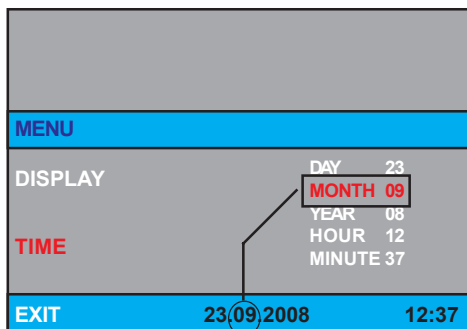 MENU
DISPLAY
DAY 23
MONTH 09
YEAR 08
TIME
HOUR 12
MINUTE 37
EXIT 23.09.2008 12:37